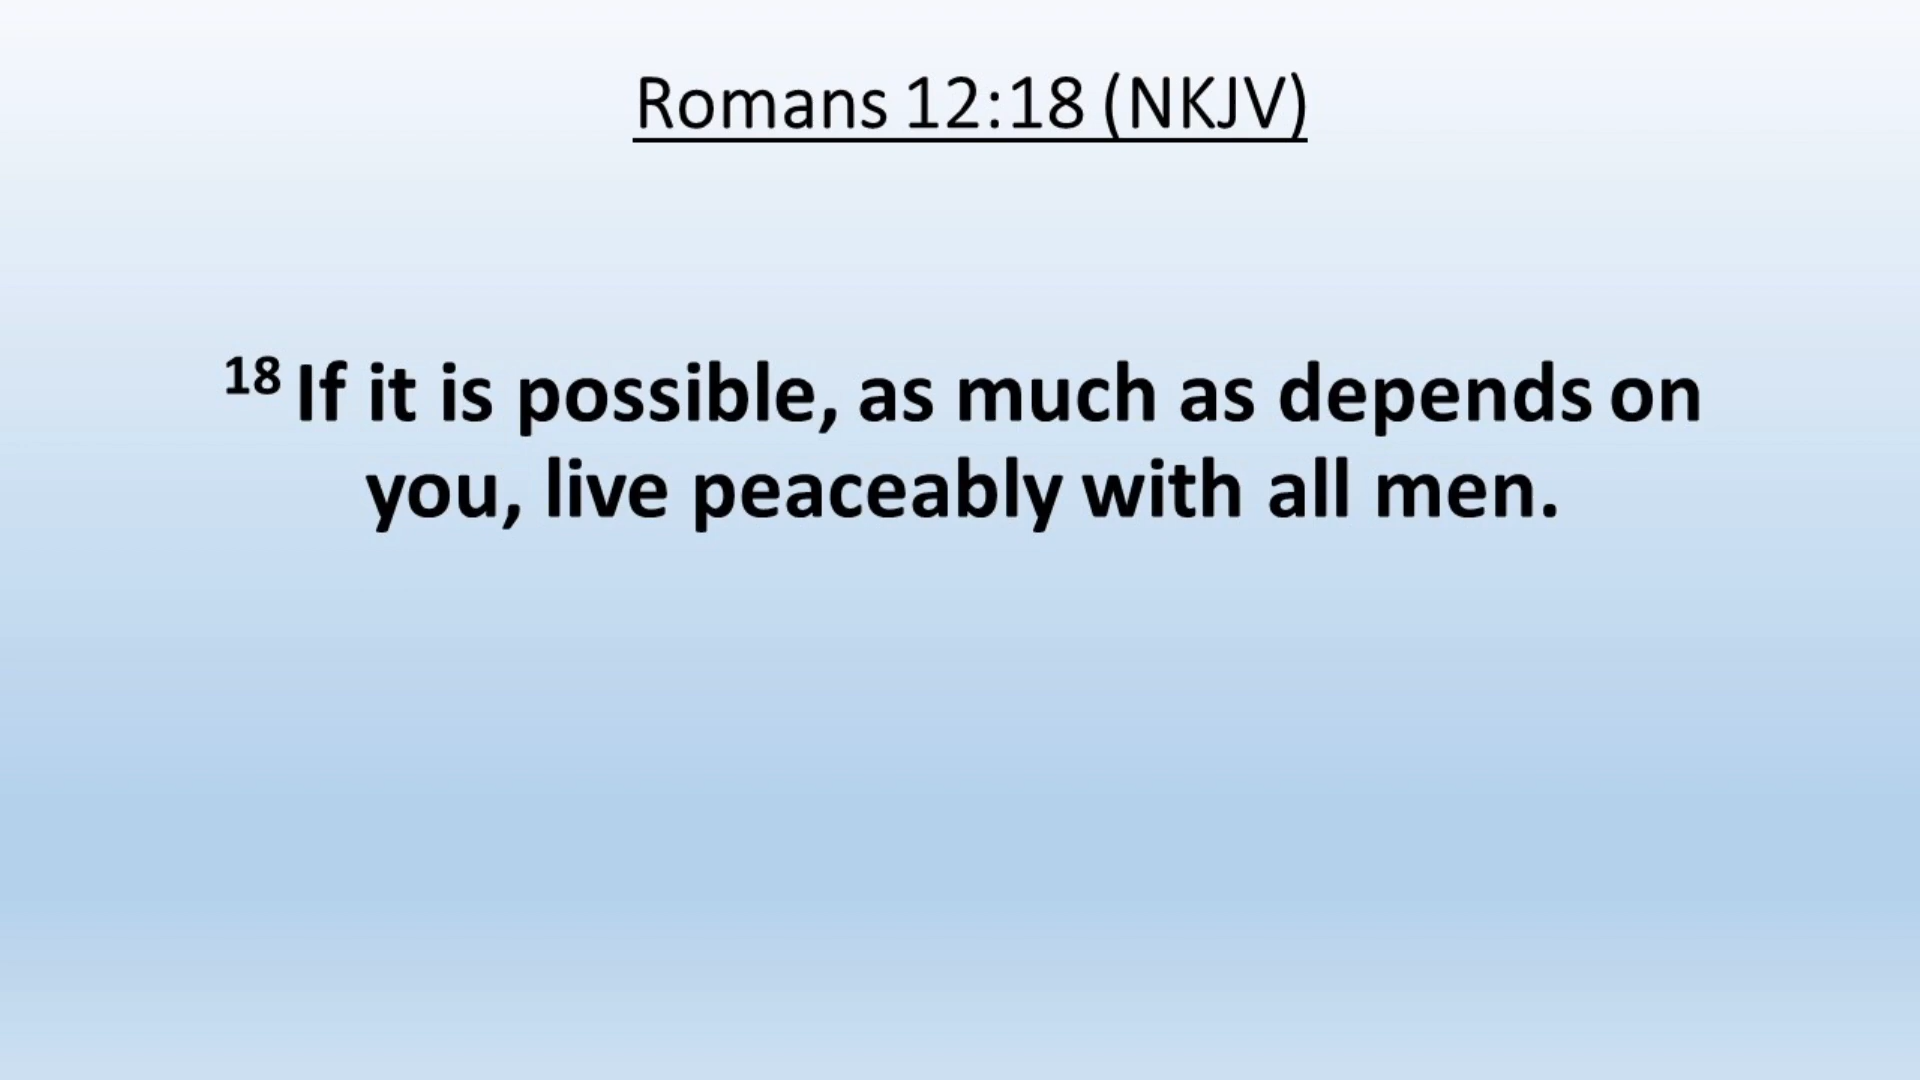 Romans 12:18 (NKJV)
18 If it is possible, as much as depends on
you, live peaceably with all men.